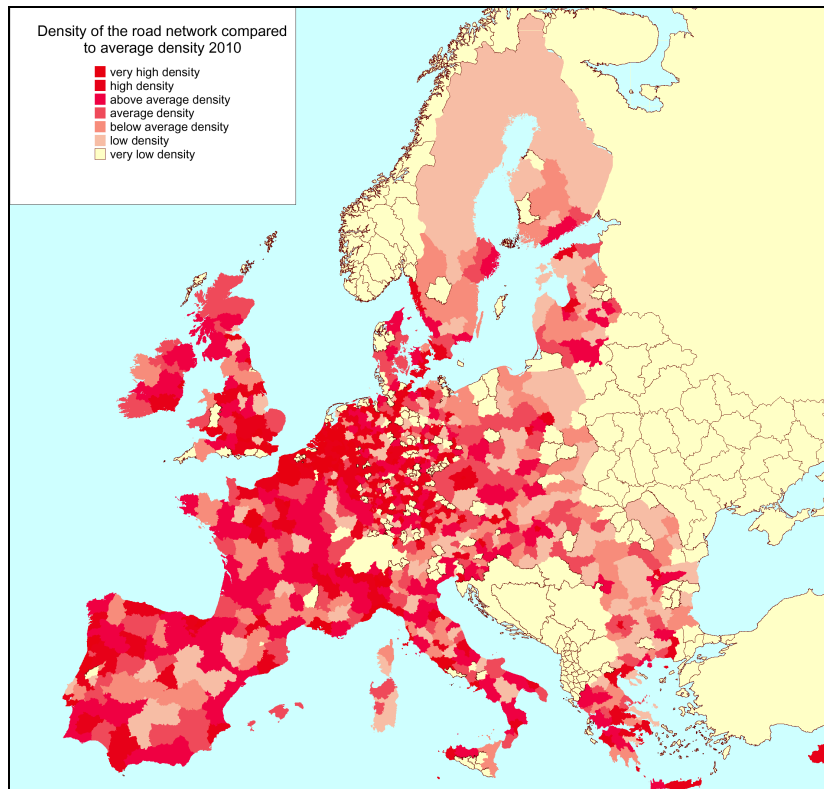 Density of the road network compared
to average density 2010
very high density
high density
above average density
average density
below average density
low density
very low density